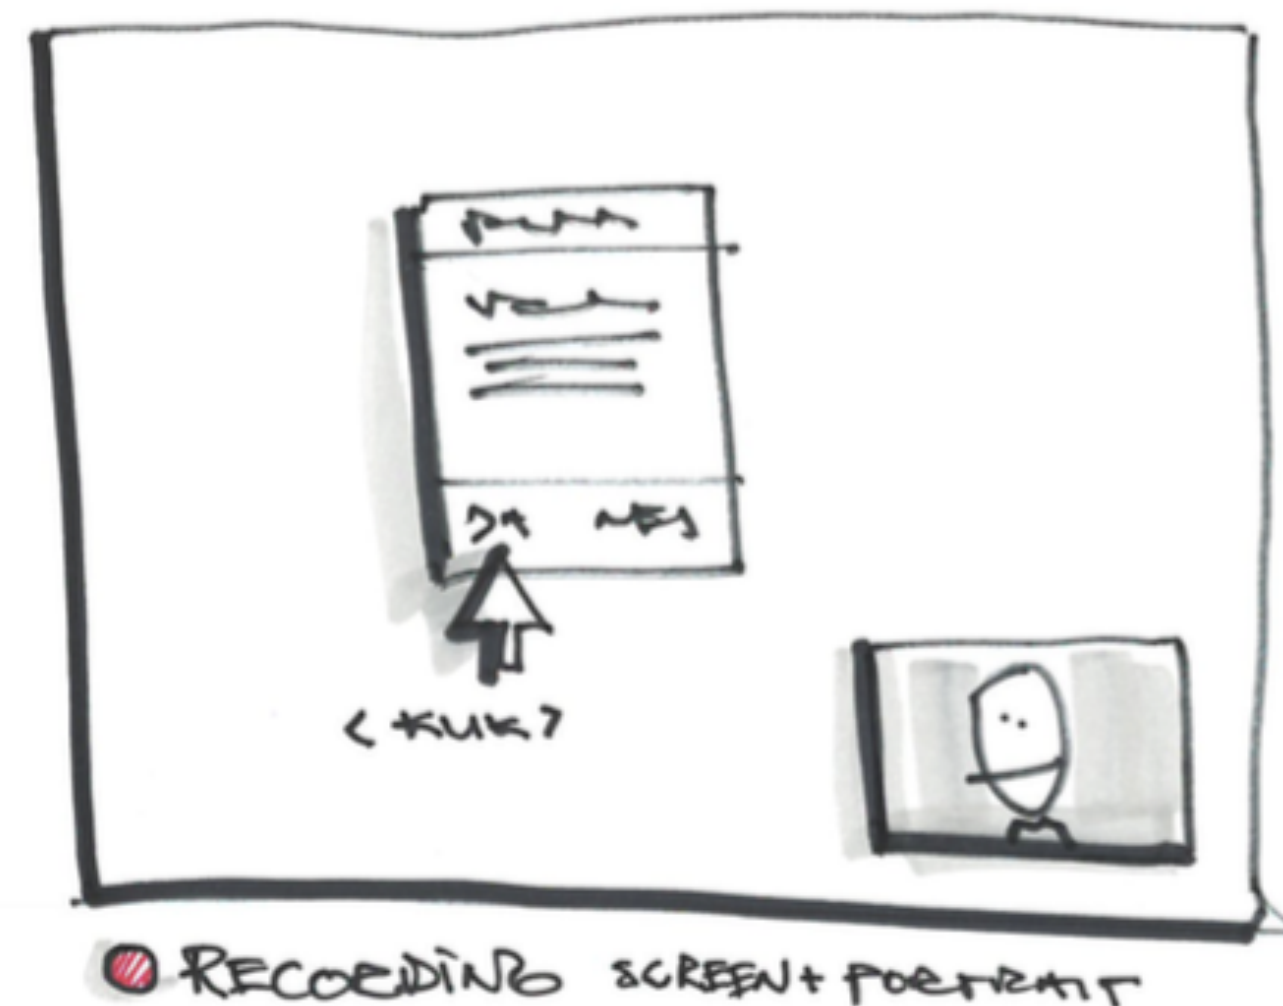 JA NEJ
< KLIK >
RECORDING SCREEN + PORTRAIT